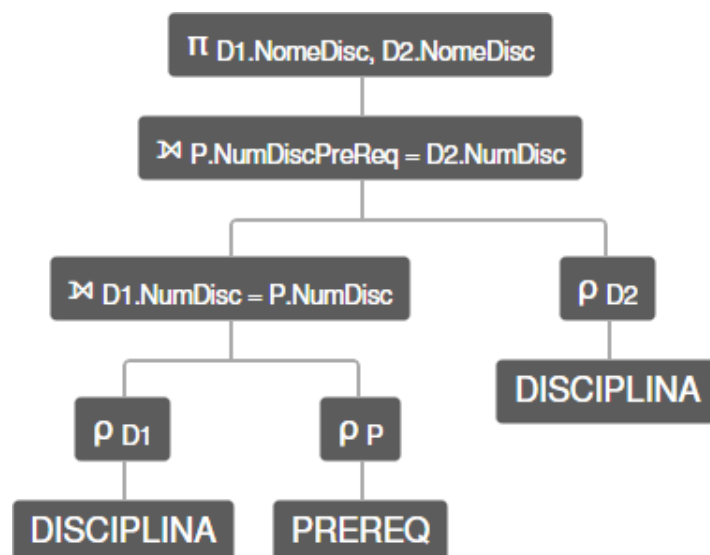 π D1.NomeDisc, D2.NomeDisc
⟕ P.NumDiscPreReq = D2.NumDisc
⟕ D1.NumDisc = P.NumDisc
ρ D2
DISCIPLINA
ρ D1
ρ P
DISCIPLINA
PREREQ